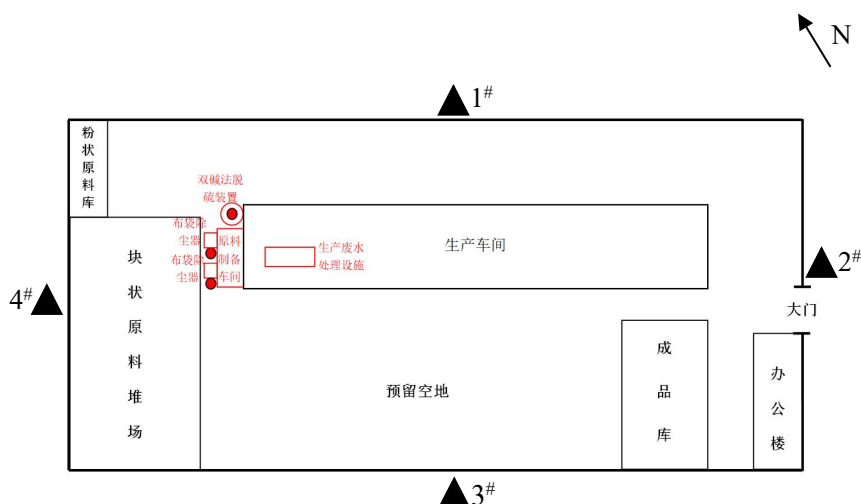 N
1#
粉状原料库
双碱法脱
硫装置
布袋除
尘器
布袋除
尘器
原料
制备
车间
生产废水
处理设施
生产车间
2#
大门
4#
块状原料堆场
预留空地
成品库
办公楼
3#